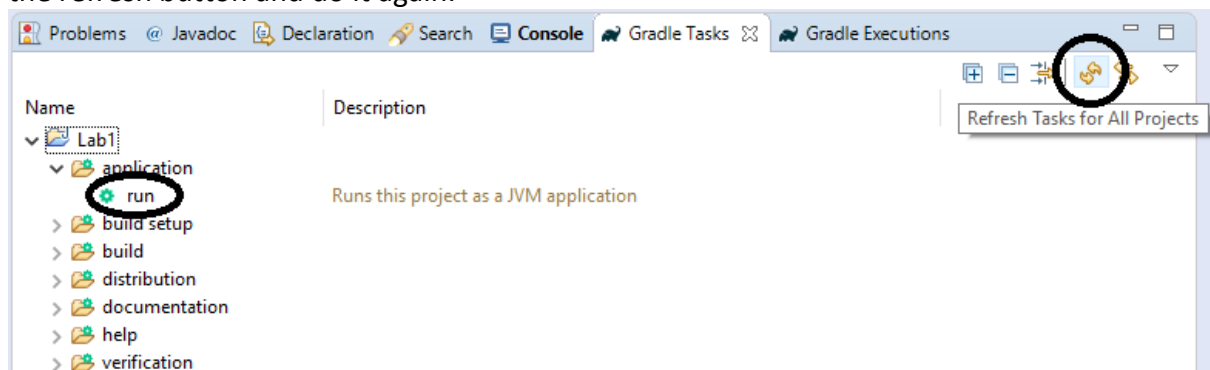 the refresh button and do it again.
Problems @ Javadoc Declaration Search Console Gradle Tasks Gradle Executions
Name Description
Refresh Tasks for All Projects
Lab1
application
run Runs this project as a JVM application
build setup
build
distribution
documentation
help
verification